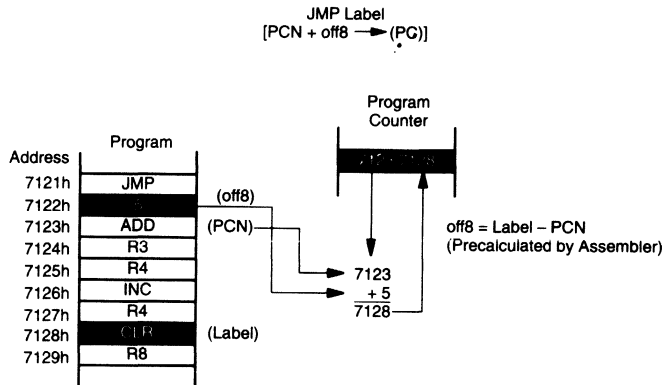 JMP Label
[PCN + off8 → (PC)]
Program
Counter
Address
Program
7121h
JMP
7122h
(off8)
7123h
ADD
(PCN)
7124h
R3
7125h
R4
7126h
INC
7127h
R4
7128h
CLR
(Label)
7129h
R8
off8 = Label – PCN
(Precalculated by Assembler)
7123
+ 5
7128